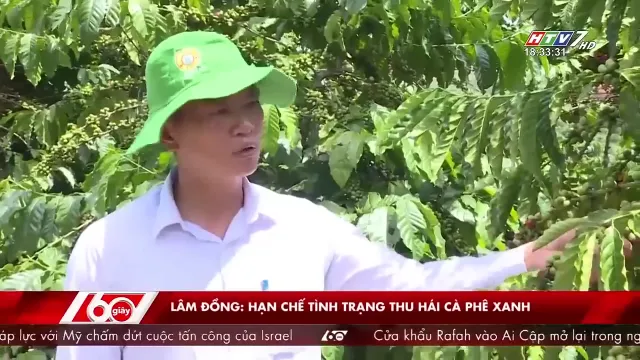 HTV7 HD
18:33:31
60 giây
LÂM ĐỒNG: HẠN CHẾ TÌNH TRẠNG THU HÁI CÀ PHÊ XANH
áp lực với Mỹ chấm dứt cuộc tấn công của Israel 60 Cửa khẩu Rafah vào Ai Cập mở lại trong ng